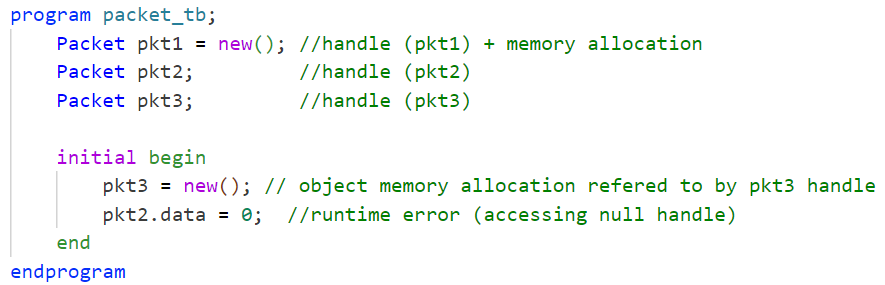 program packet_tb;
    Packet pkt1 = new(); //handle (pkt1) + memory allocation
    Packet pkt2;         //handle (pkt2)
    Packet pkt3;         //handle (pkt3)

    initial begin
        pkt3 = new(); // object memory allocation refered to by pkt3 handle
        pkt2.data = 0;  //runtime error (accessing null handle)
    end
endprogram